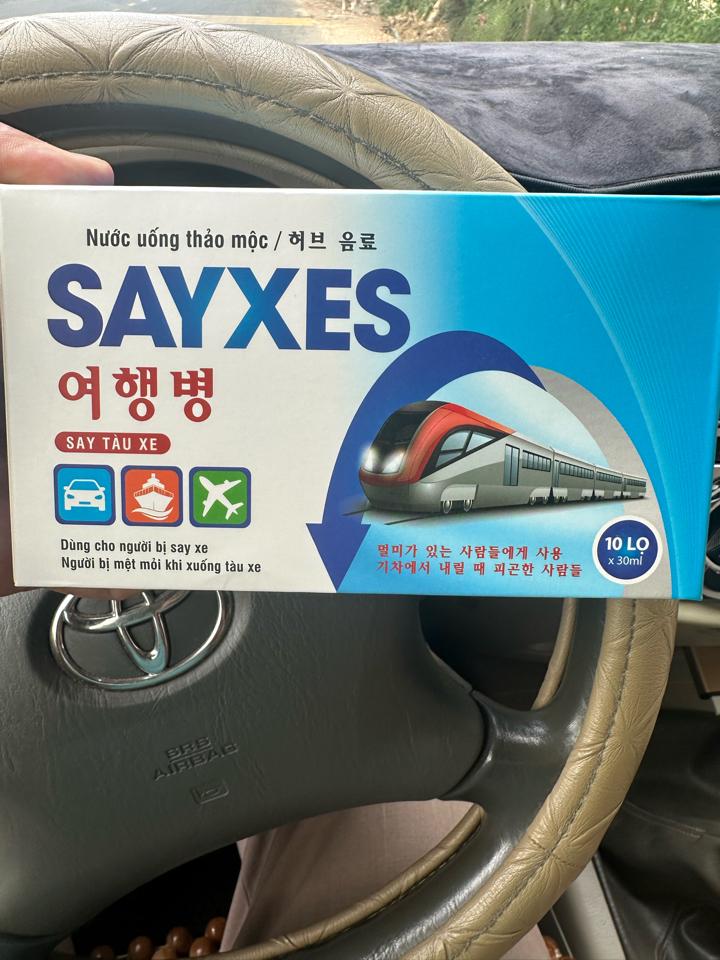 Nước uống thảo mộc / 허브 음료
SAYXES
여행병
SAY TÀU XE
Dùng cho người bị say xe
Người bị mệt mỏi khi xuống tàu xe
멀미가 있는 사람들에게 사용
기차에서 내릴 때 피곤한 사람들
10 LỌ
x 30ml
SRS
AIRBAG